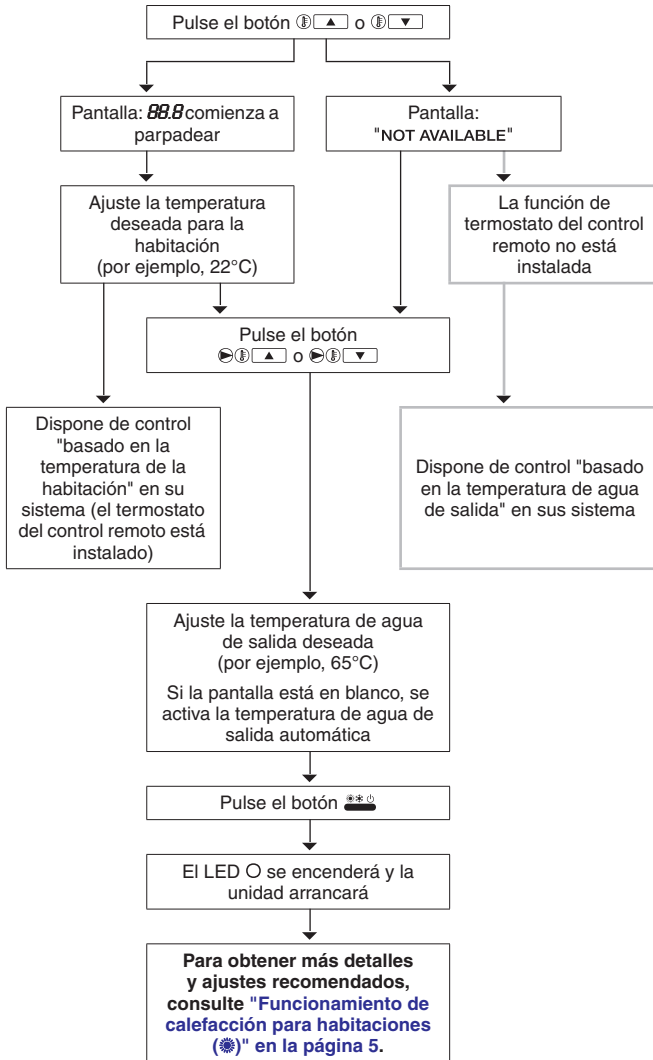 Pulse el botón ▲ o ▼
Pantalla: 88.8 comienza a
parpadear
Pantalla:
"NOT AVAILABLE"
Ajuste la temperatura
deseada para la
habitación
(por ejemplo, 22°C)
La función de
termostato del control
remoto no está
instalada
Pulse el botón
▲ o ▼
Dispone de control
"basado en la
temperatura de la
habitación" en su
sistema (el termostato
del control remoto está
instalado)
Dispone de control "basado
en la temperatura de agua
de salida" en sus sistema
Ajuste la temperatura de agua
de salida deseada
(por ejemplo, 65°C)
Si la pantalla está en blanco, se
activa la temperatura de agua de
salida automática
Pulse el botón
El LED se encenderá y la
unidad arrancará
Para obtener más detalles
y ajustes recomendados,
consulte "Funcionamiento de
calefacción para habitaciones
()" en la página 5.